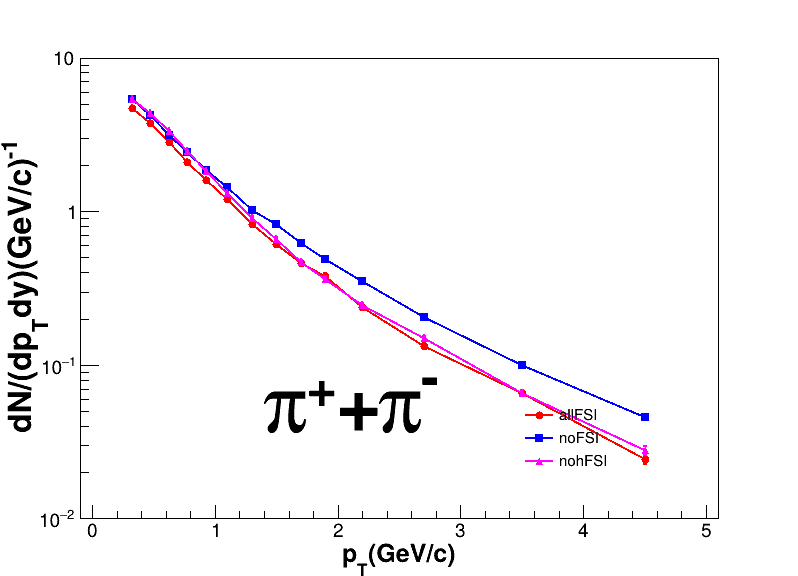 10
1
10⁻¹
10⁻²
dN/(dp_T dy)(GeV/c)⁻¹
π⁺+π⁻
allFSI
noFSI
nohFSI
0 1 2 3 4 5
p_T(GeV/c)